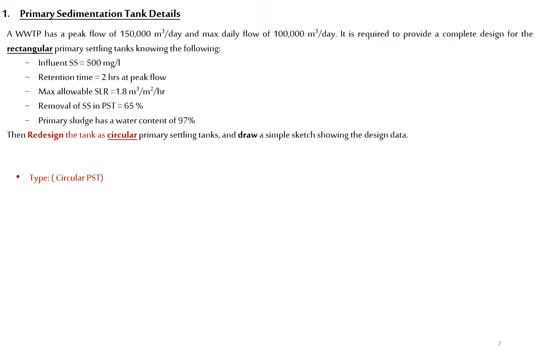 1. Primary Sedimentation Tank Details
A WWTP has a peak flow of 150,000 m³/day and max daily flow of 100,000 m³/day. It is required to provide a complete design for the
rectangular primary settling tanks knowing the following:
− Influent SS = 500 mg/l
− Retention time = 2 hrs at peak flow
− Max allowable SLR =1.8 m³/m²/hr
− Removal of SS in PST = 65 %
− Primary sludge has a water content of 97%
Then Redesign the tank as circular primary settling tanks, and draw a simple sketch showing the design data.
• Type: ( Circular PST)
7